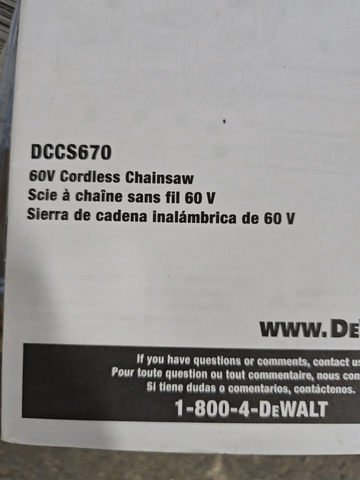 DCCS670
60V Cordless Chainsaw
Scie à chaîne sans fil 60 V
Sierra de cadena inalámbrica de 60 V
www.De
If you have questions or comments, contact us
Pour toute question ou tout commentaire, nous con
Si tiene dudas o comentarios, contáctenos.
1-800-4-DeWALT